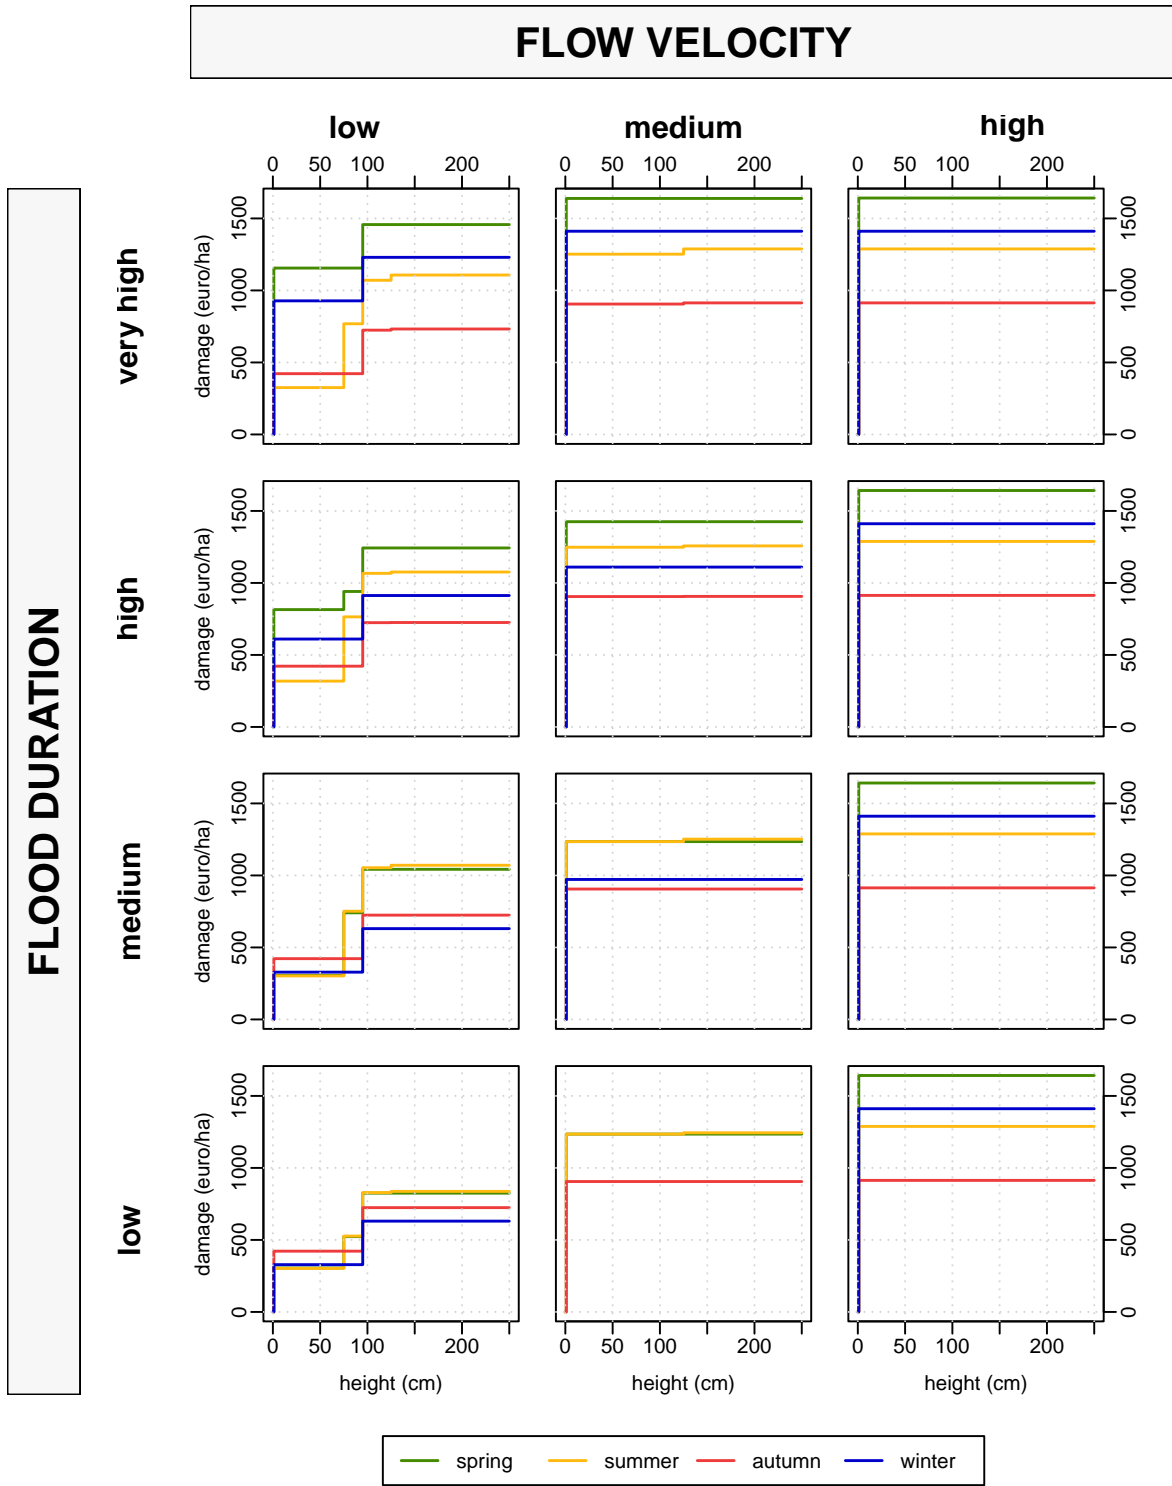 FLOW VELOCITY
low medium high
0 50 100 200 0 50 100 200 0 50 100 200
FLOOD DURATION
very high
damage (euro/ha)
0 500 1000 1500
0 500 1000 1500
high
damage (euro/ha)
0 500 1000 1500
0 500 1000 1500
medium
damage (euro/ha)
0 500 1000 1500
0 500 1000 1500
low
damage (euro/ha)
0 500 1000 1500
0 500 1000 1500
0 50 100 200 0 50 100 200 0 50 100 200
height (cm) height (cm) height (cm)
spring summer autumn winter